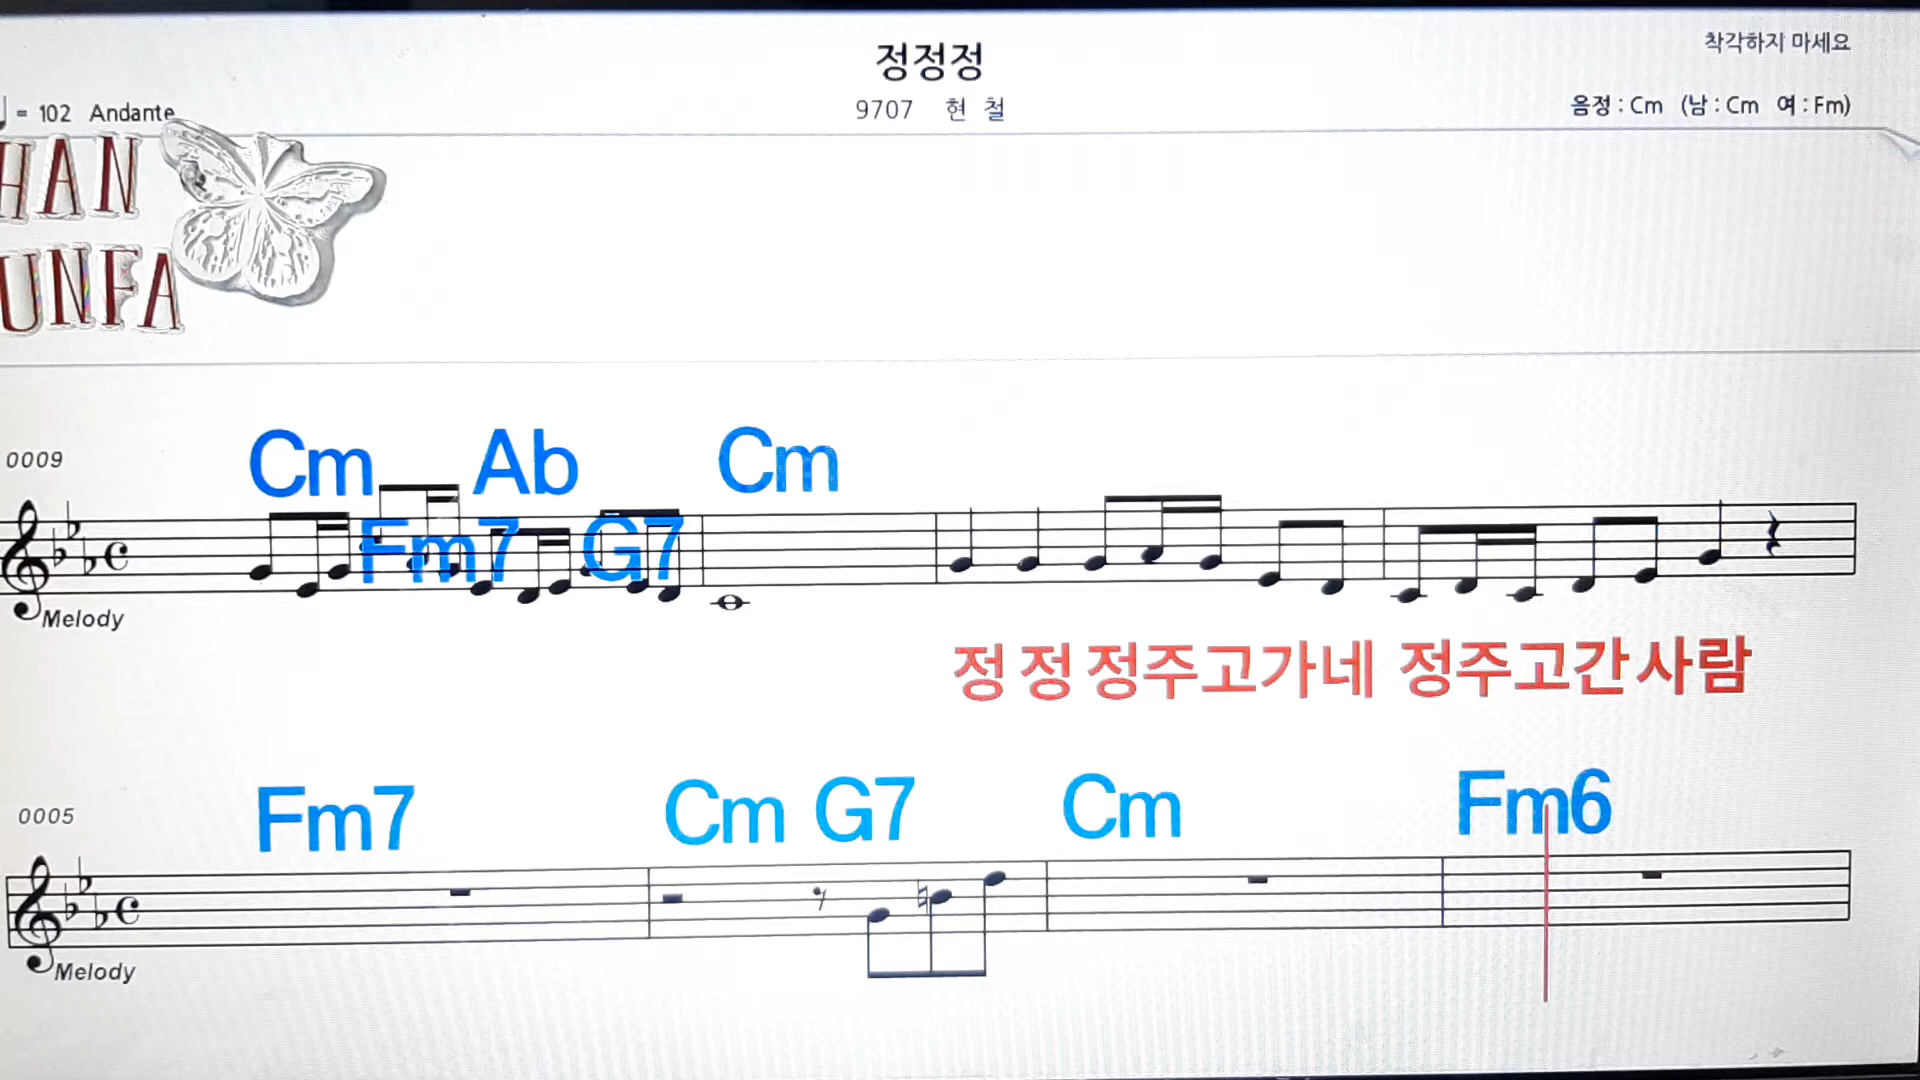 착각하지 마세요
정정정
= 102 Andante
9707 현 철
음정 : Cm (남 : Cm 여 : Fm)
HAN
UNFA
0009
Cm Ab Cm
Fm7 G7
Melody
정 정 정주고가네 정주고간사람
0005
Fm7 Cm G7 Cm Fm6
Melody